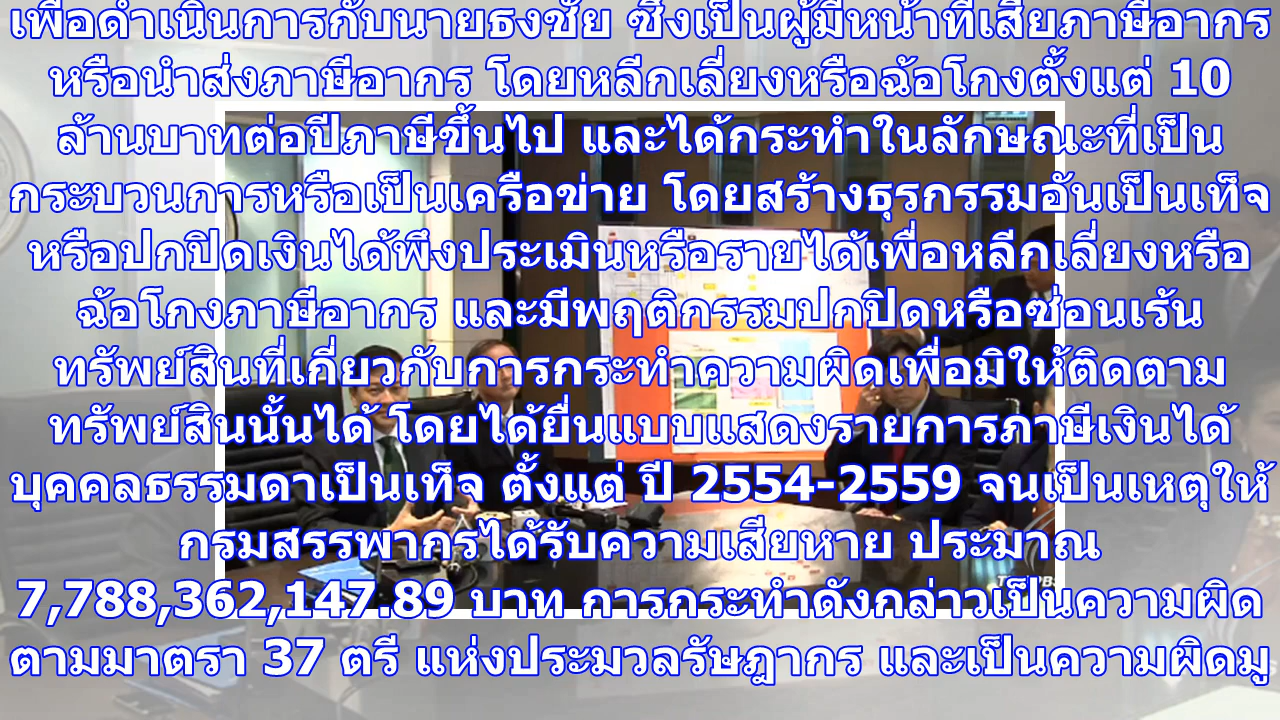 เพื่อดำเนินการกับนายธงชัย ซึ่งเป็นผู้มีหน้าที่เสียภาษีอากร
หรือนำส่งภาษีอากร โดยหลีกเลี่ยงหรือฉ้อโกงตั้งแต่ 10
ล้านบาทต่อปีภาษีขึ้นไป และได้กระทำในลักษณะที่เป็น
กระบวนการหรือเป็นเครือข่าย โดยสร้างธุรกรรมอันเป็นเท็จ
หรือปกปิดเงินได้พึงประเมินหรือรายได้เพื่อหลีกเลี่ยงหรือ
ฉ้อโกงภาษีอากร และมีพฤติกรรมปกปิดหรือซ่อนเร้น
ทรัพย์สินที่เกี่ยวกับการกระทำความผิดเพื่อมิให้ติดตาม
ทรัพย์สินนั้นได้ โดยได้ยื่นแบบแสดงรายการภาษีเงินได้
บุคคลธรรมดาเป็นเท็จ ตั้งแต่ ปี 2554-2559 จนเป็นเหตุให้
กรมสรรพากรได้รับความเสียหาย ประมาณ
7,788,362,147.89 บาท การกระทำดังกล่าวเป็นความผิด
ตามมาตรา 37 ตรี แห่งประมวลรัษฎากร และเป็นความผิดมู